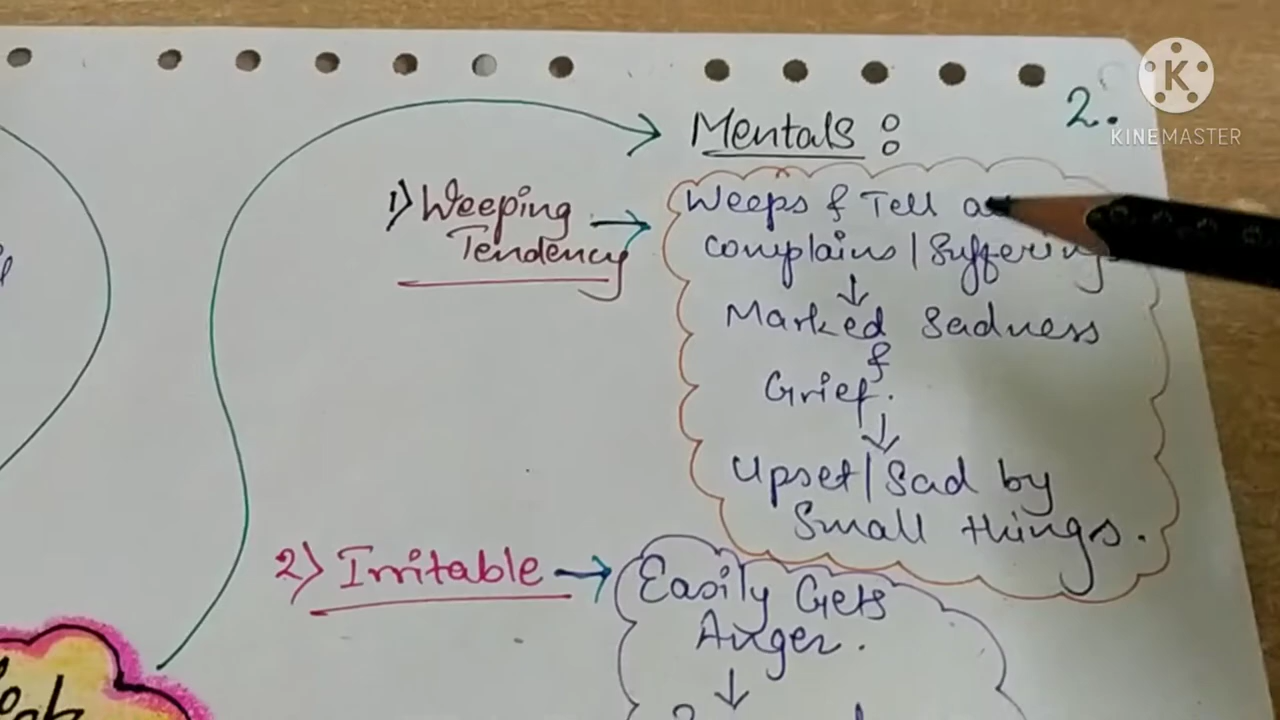 2.
KINEMASTER
Mentals :
1) Weeping
Tendency
Weeps & Tell
complains / Suffering
↓
Marked Sadness
&
Grief.
↓
Upset / Sad by
Small things.
2) Irritable →
Easily Gets
Anger.
↓